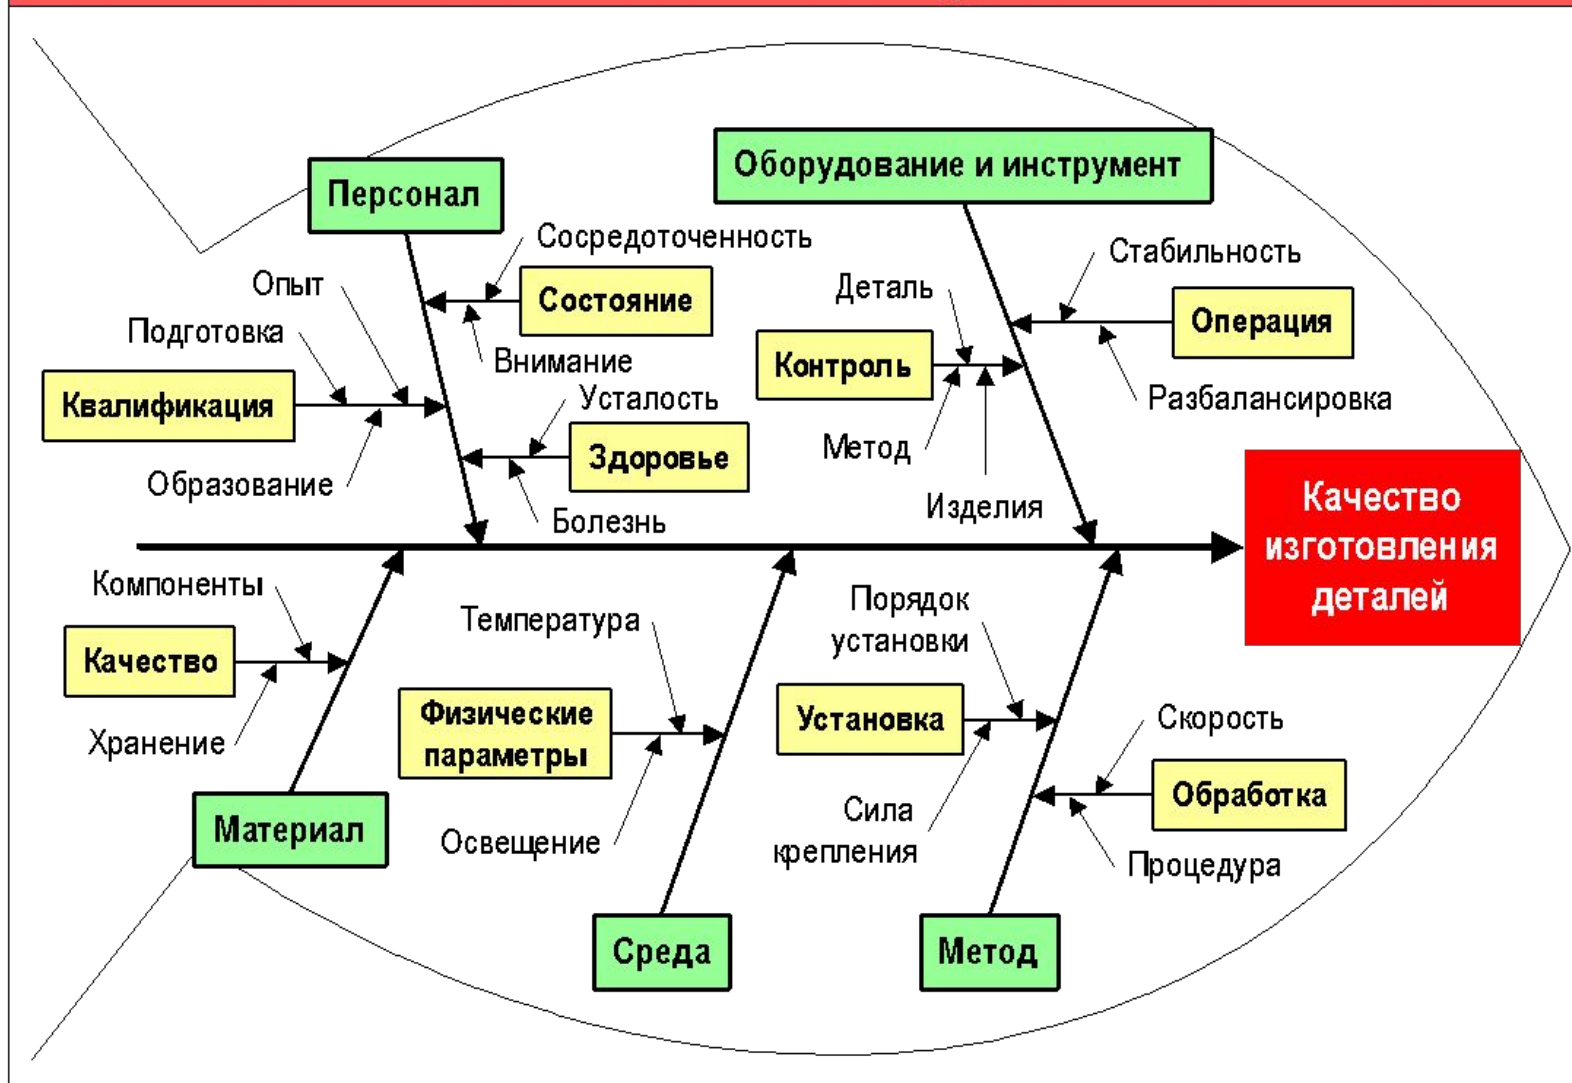 Оборудование и инструмент
Персонал
Сосредоточенность
Стабильность
Опыт
Состояние
Деталь
Операция
Подготовка
Внимание
Контроль
Квалификация
Усталость
Разбалансировка
Метод
Здоровье
Образование
Изделия
Болезнь
Качество
изготовления
деталей
Компоненты
Температура
Порядок
установки
Качество
Физические
параметры
Установка
Скорость
Хранение
Обработка
Материал
Освещение
Сила
крепления
Процедура
Среда
Метод